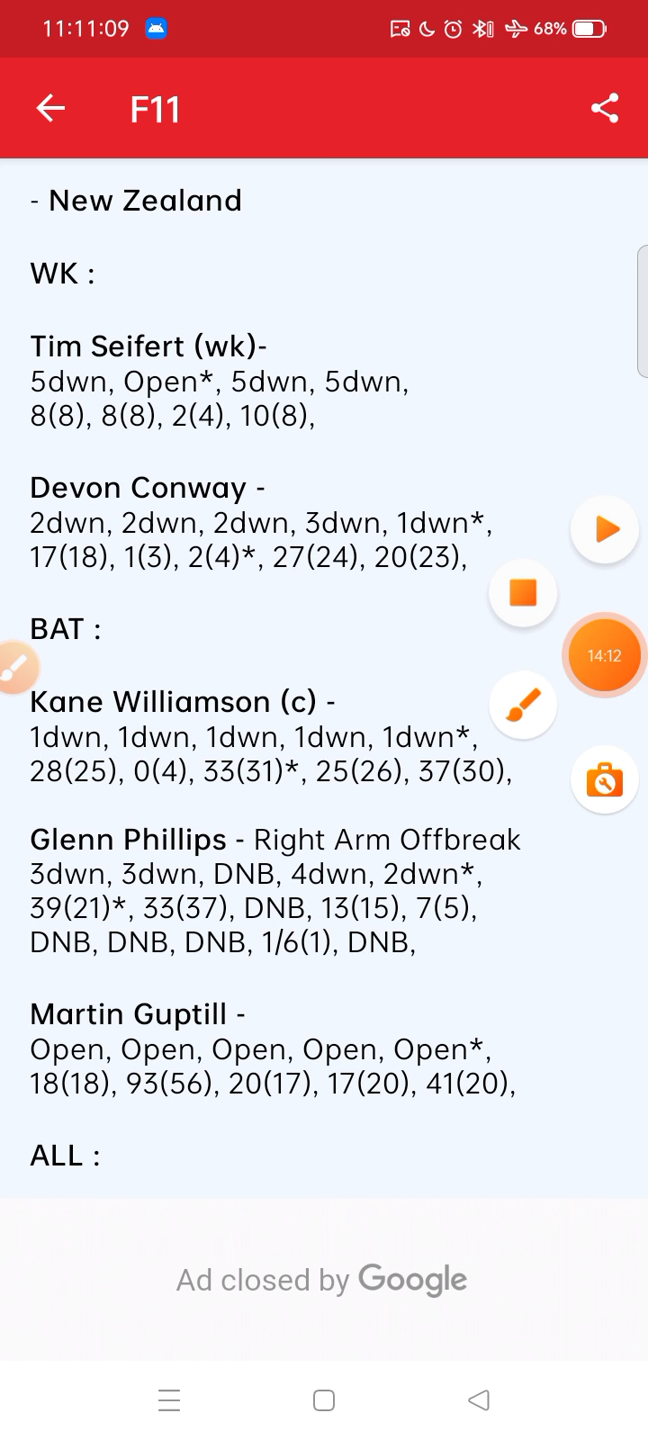 11:11:09
68%
F11
- New Zealand
WK :
Tim Seifert (wk)-
5dwn, Open*, 5dwn, 5dwn,
8(8), 8(8), 2(4), 10(8),
Devon Conway -
2dwn, 2dwn, 2dwn, 3dwn, 1dwn*,
17(18), 1(3), 2(4)*, 27(24), 20(23),
BAT :
14:12
Kane Williamson (c) -
1dwn, 1dwn, 1dwn, 1dwn, 1dwn*,
28(25), 0(4), 33(31)*, 25(26), 37(30),
Glenn Phillips - Right Arm Offbreak
3dwn, 3dwn, DNB, 4dwn, 2dwn*,
39(21)*, 33(37), DNB, 13(15), 7(5),
DNB, DNB, DNB, 1/6(1), DNB,
Martin Guptill -
Open, Open, Open, Open, Open*,
18(18), 93(56), 20(17), 17(20), 41(20),
ALL :
Ad closed by Google